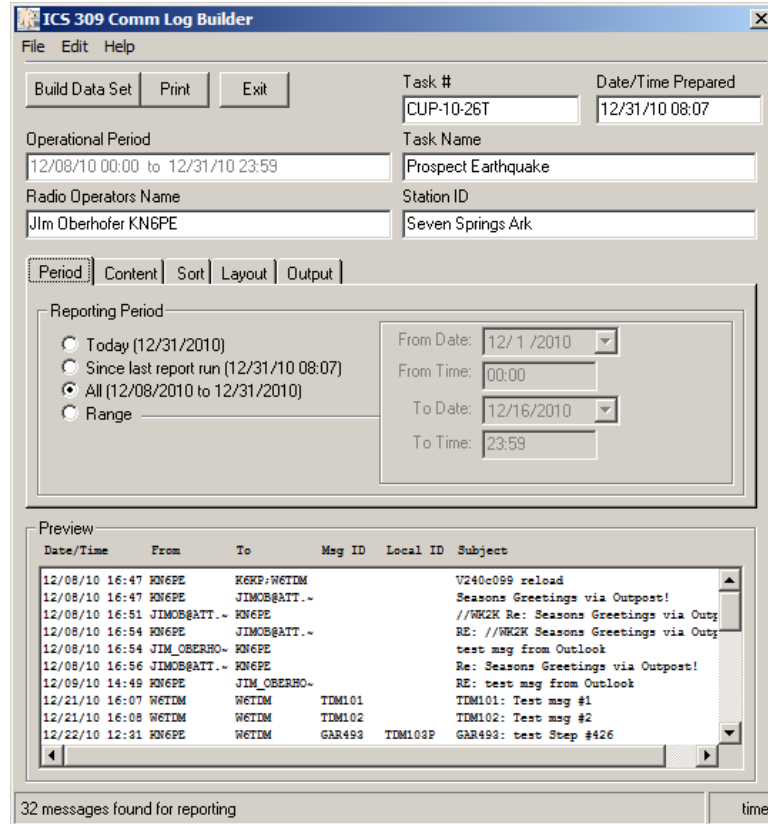 ICS 309 Comm Log Builder
File Edit Help
Build Data Set Print Exit
Task # Date/Time Prepared
CUP-10-26T 12/31/10 08:07
Operational Period Task Name
12/08/10 00:00 to 12/31/10 23:59 Prospect Earthquake
Radio Operators Name Station ID
JIm Oberhofer KN6PE Seven Springs Ark
Period Content Sort Layout Output
Reporting Period
Today (12/31/2010)
Since last report run (12/31/10 08:07)
All (12/08/2010 to 12/31/2010)
Range
From Date: 12/ 1 /2010
From Time: 00:00
To Date: 12/16/2010
To Time: 23:59
Preview
Date/Time From To Msg ID Local ID Subject
12/08/10 16:47 KN6PE K6KP;W6TDM V240c099 reload
12/08/10 16:47 KN6PE JIMOB@ATT.~ Seasons Greetings via Outpost!
12/08/10 16:51 JIMOB@ATT.~ KN6PE //WK2K Re: Seasons Greetings via Outp
12/08/10 16:54 KN6PE JIMOB@ATT.~ RE: //WK2K Re: Seasons Greetings via Outp
12/08/10 16:54 JIM_OBERHO~ KN6PE test msg from Outlook
12/08/10 16:56 JIMOB@ATT.~ KN6PE Re: Seasons Greetings via Outpost!
12/09/10 14:49 KN6PE JIM_OBERHO~ RE: test msg from Outlook
12/21/10 16:07 W6TDM W6TDM TDM101 TDM101: Test msg #1
12/21/10 16:08 W6TDM W6TDM TDM102 TDM102: Test msg #2
12/22/10 12:31 KN6PE W6TDM GAR493 TDM103P GAR493: test Step #426
32 messages found for reporting time